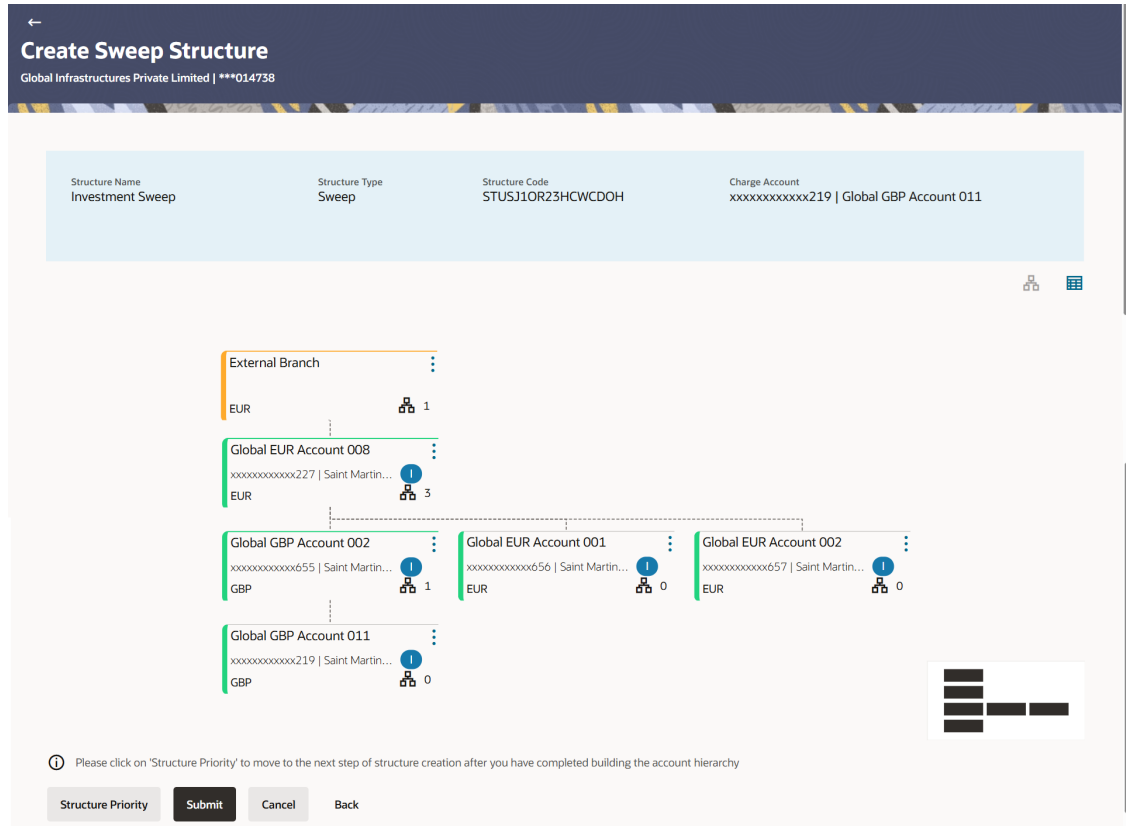 ←
Create Sweep Structure
Global Infrastructures Private Limited | ***014738
Structure Name Structure Type Structure Code Charge Account
Investment Sweep Sweep STUSJ1OR23HCWCDOH xxxxxxxxxxxx219 | Global GBP Account 011
External Branch
EUR 1
Global EUR Account 008
xxxxxxxxxxxx227 | Saint Martin... I
EUR 3
Global GBP Account 002 Global EUR Account 001 Global EUR Account 002
xxxxxxxxxxxx655 | Saint Martin... I xxxxxxxxxxxx656 | Saint Martin... I xxxxxxxxxxxx657 | Saint Martin... I
GBP 1 EUR 0 EUR 0
Global GBP Account 011
xxxxxxxxxxxx219 | Saint Martin... I
GBP 0
Please click on 'Structure Priority' to move to the next step of structure creation after you have completed building the account hierarchy
Structure Priority Submit Cancel Back